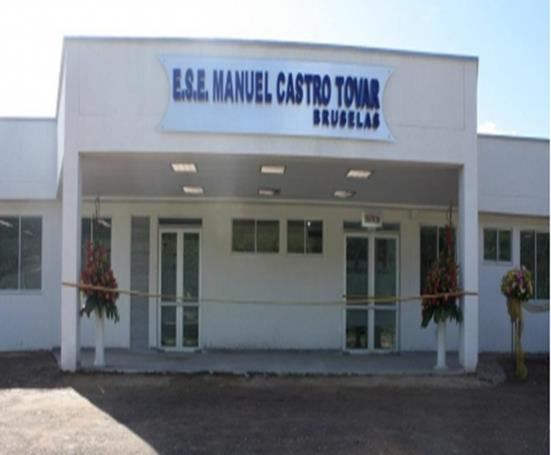 E.S.E. MANUEL CASTRO TOVAR
BRUSELAS